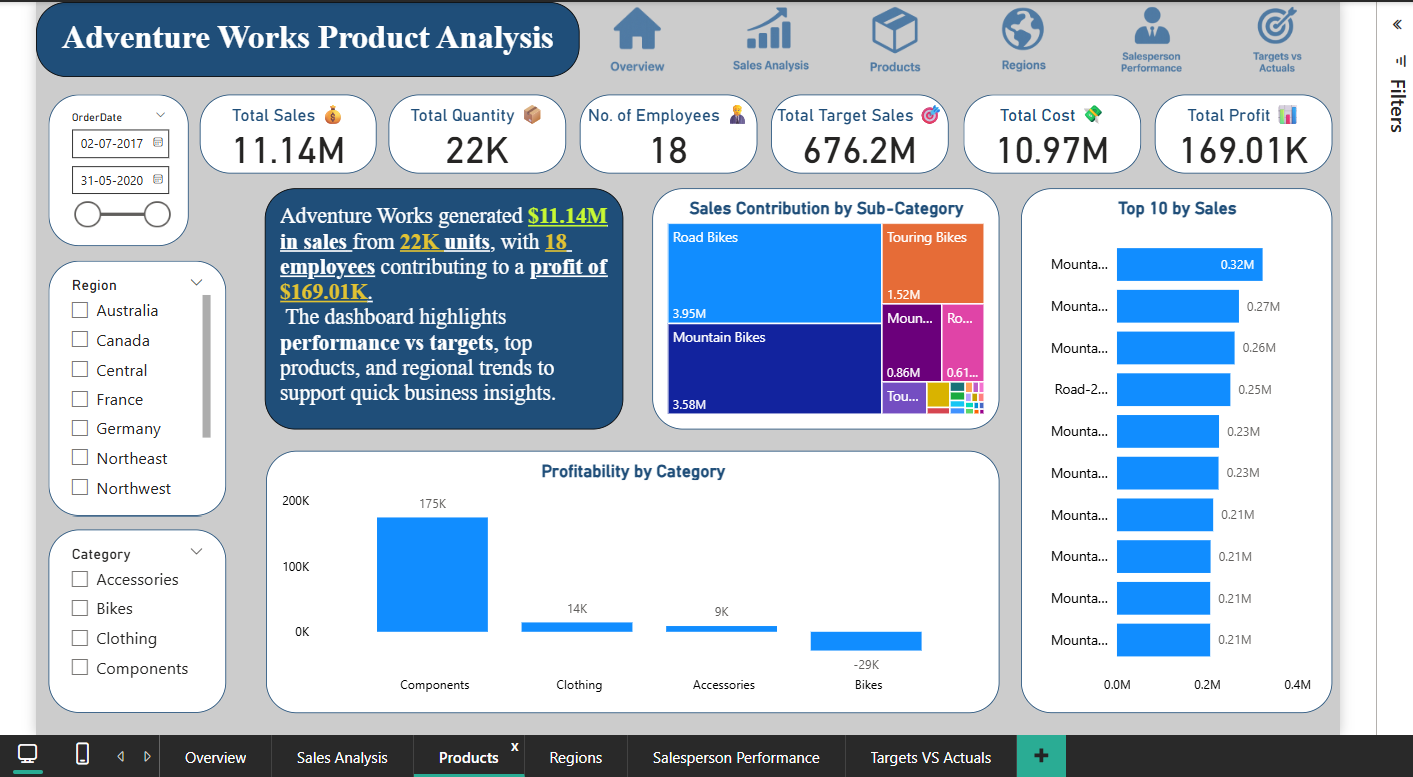 Adventure Works Product Analysis
Overview
Sales Analysis
Products
Regions
Salesperson
Performance
Targets vs
Actuals
Filters
OrderDate
02-07-2017
31-05-2020
Total Sales
11.14M
Total Quantity
22K
No. of Employees
18
Total Target Sales
676.2M
Total Cost
10.97M
Total Profit
169.01K
Region
Australia
Canada
Central
France
Germany
Northeast
Northwest
Category
Accessories
Bikes
Clothing
Components
Adventure Works generated $11.14M
in sales from 22K units, with 18
employees contributing to a profit of
$169.01K.
The dashboard highlights
performance vs targets, top
products, and regional trends to
support quick business insights.
Sales Contribution by Sub-Category
Road Bikes
3.95M
Mountain Bikes
3.58M
Touring Bikes
1.52M
Moun...
0.86M
Ro...
0.61...
Tou...
Top 10 by Sales
Mounta... 0.32M
Mounta... 0.27M
Mounta... 0.26M
Road-2... 0.25M
Mounta... 0.23M
Mounta... 0.23M
Mounta... 0.21M
Mounta... 0.21M
Mounta... 0.21M
Mounta... 0.21M
0.0M 0.2M 0.4M
Profitability by Category
200K
100K
0K
175K
14K
9K
-29K
Components
Clothing
Accessories
Bikes
Overview
Sales Analysis
Products
x
Regions
Salesperson Performance
Targets VS Actuals
+